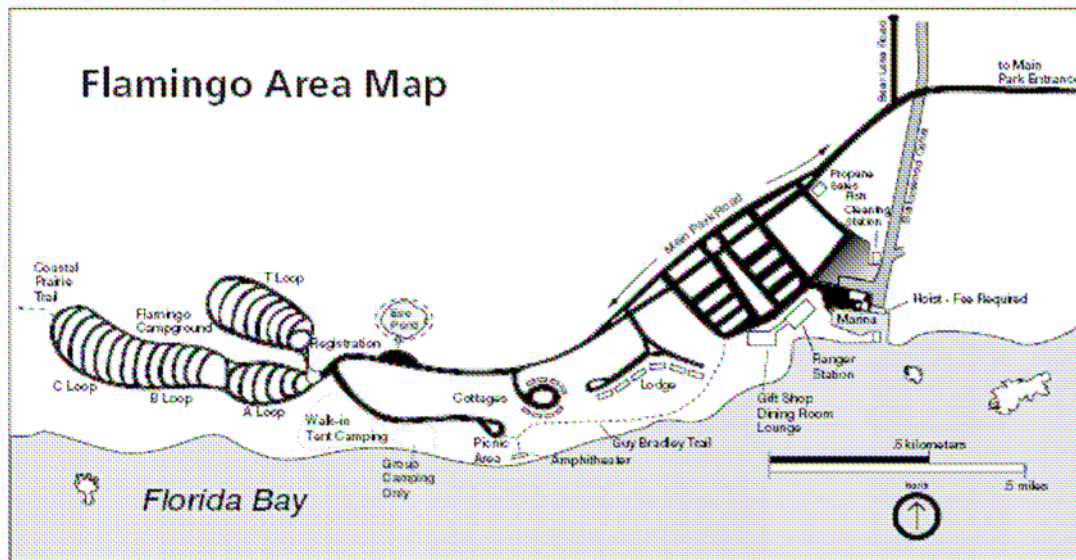 Flamingo Area Map
Bear Lake Road
to Main
Park Entrance
Main Park Road
Propane
Sales
Fish
Cleaning
Station
Coastal
Prairie
Trail
T Loop
Flamingo
Campground
Registration
Eco
Pond
Hoist - Fee Required
Marina
C Loop
B Loop
A Loop
Cottages
Lodge
Ranger
Station
Walk-in
Tent Camping
Gift Shop
Dining Room
Lounge
Picnic
Area
Guy Bradley Trail
Amphitheater
Group
Camping
Only
.5 kilometers
.5 miles
North
Florida Bay